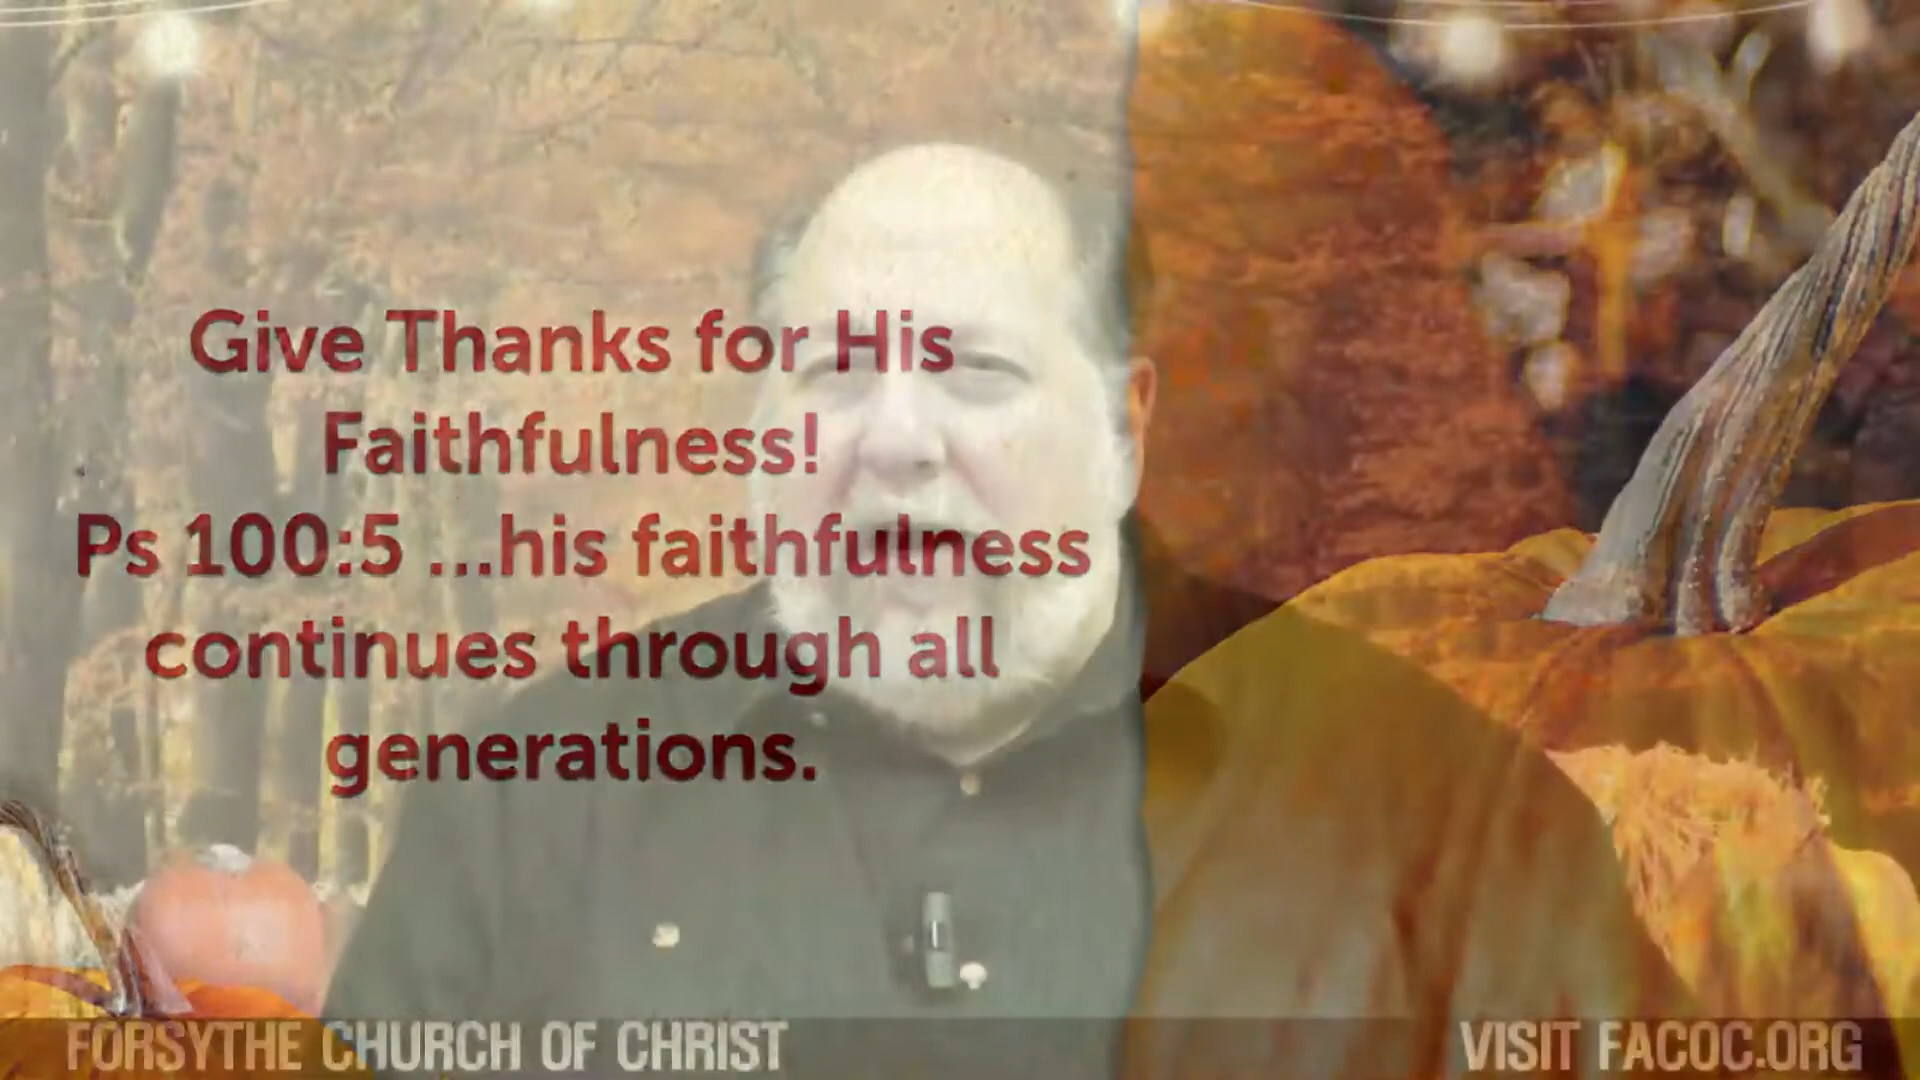 Give Thanks for His
Faithfulness!
Ps 100:5 ...his faithfulness
continues through all
generations.
FORSYTHE CHURCH OF CHRIST
VISIT FACOC.ORG